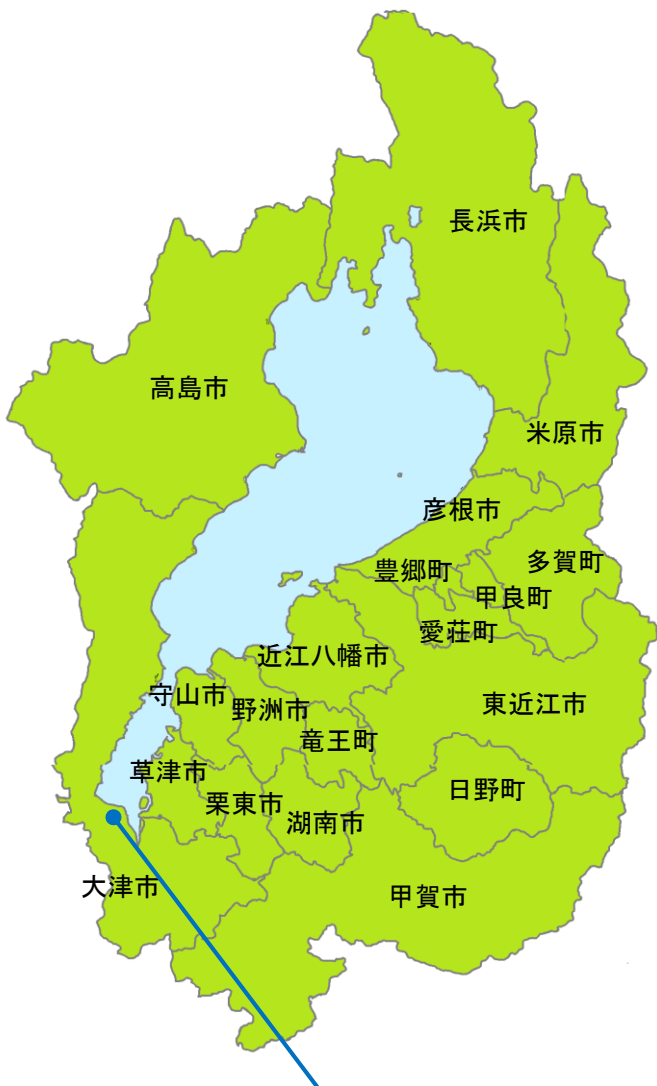 長浜市
高島市
米原市
彦根市
多賀町
豊郷町
甲良町
愛荘町
近江八幡市
守山市
野洲市
東近江市
竜王町
草津市
日野町
栗東市
湖南市
大津市
甲賀市